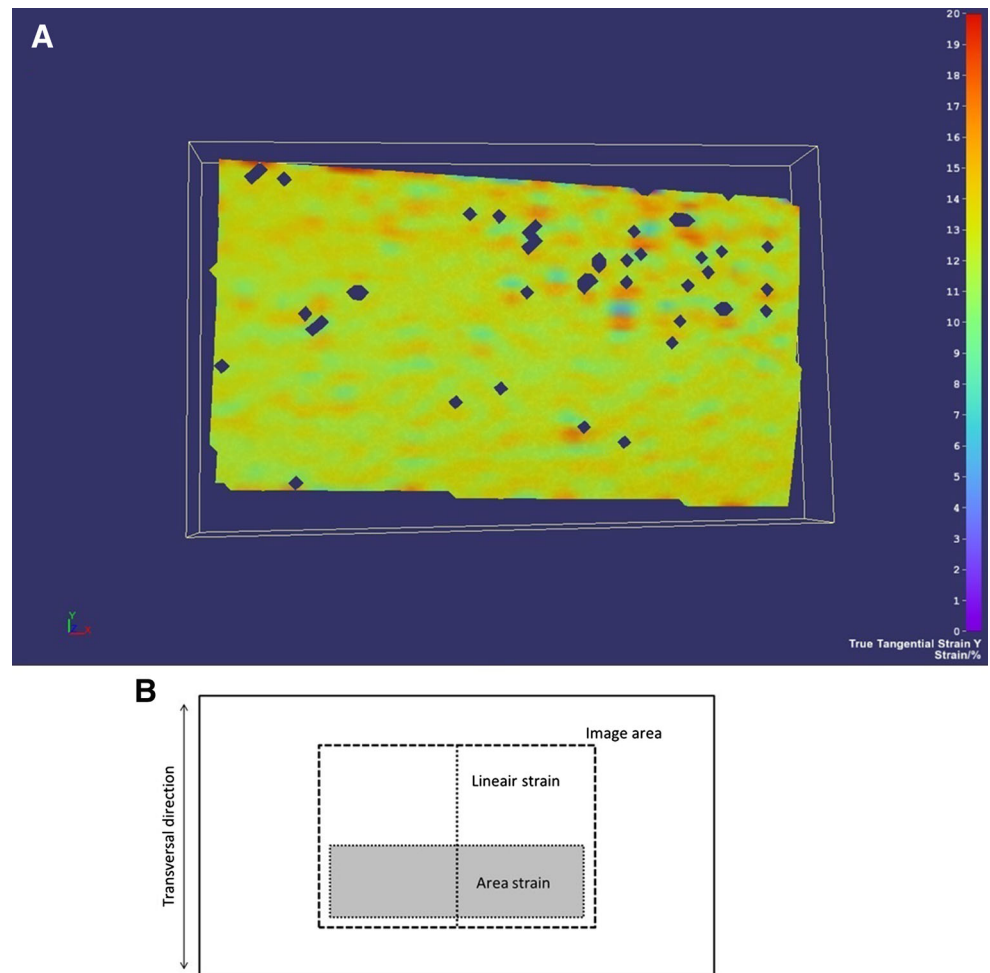 A
20
19
18
17
16
15
14
13
12
11
10
9
8
7
6
5
4
3
2
1
0
True Tangential Strain Y
Strain/%
Y
X
B
Image area
Lineair strain
Transversal direction
Area strain